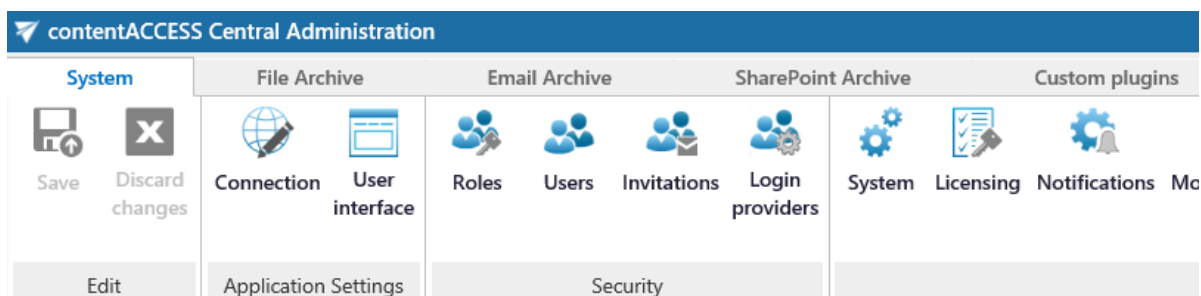 contentACCESS Central Administration
System File Archive Email Archive SharePoint Archive Custom plugins
Save Discard changes Connection User interface Roles Users Invitations Login providers System Licensing Notifications Mo
Edit Application Settings Security